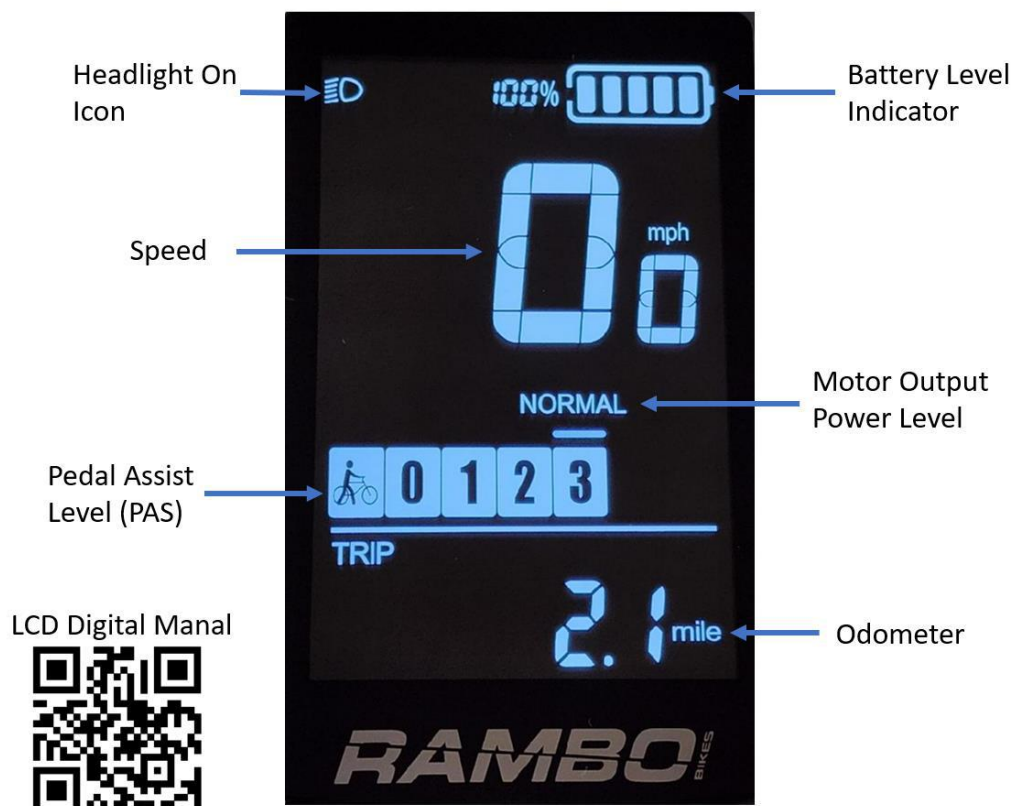 Headlight On
Icon
100%
Battery Level
Indicator
Speed
0
mph
0
NORMAL
Motor Output
Power Level
Pedal Assist
Level (PAS)
0 1 2 3
TRIP
LCD Digital Manal
2.1 mile
Odometer
RAMBO
BIKES